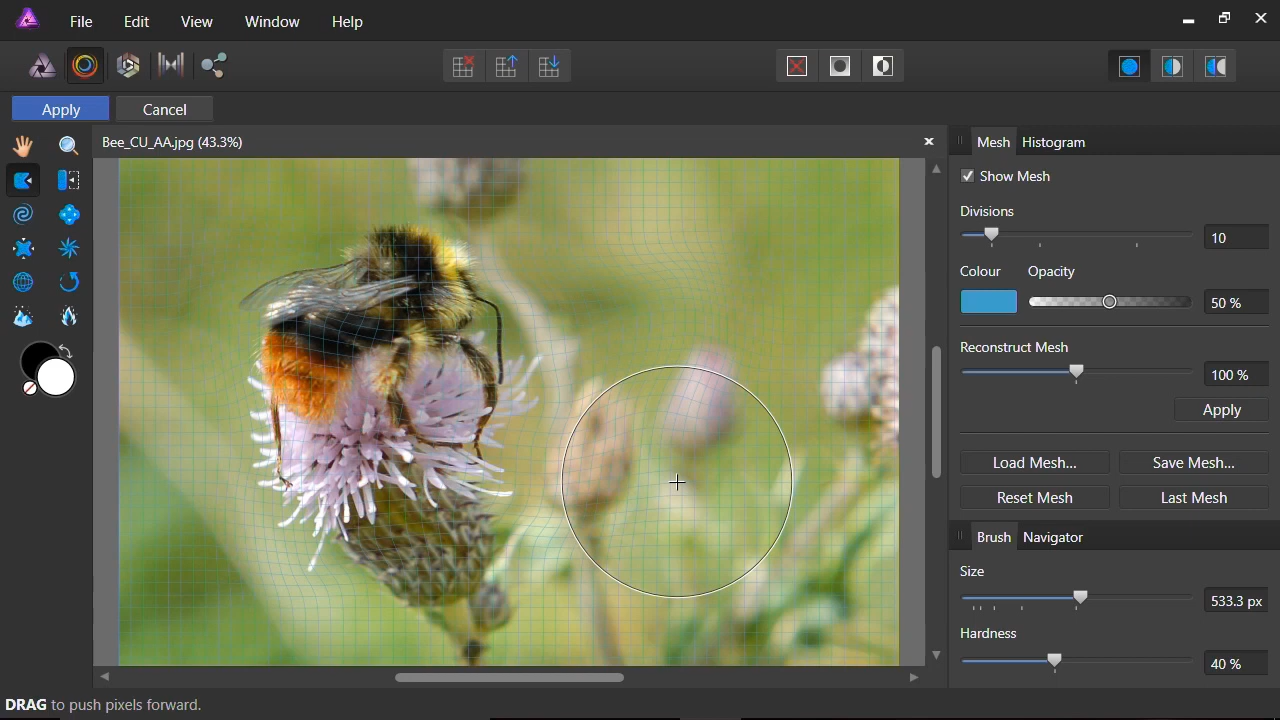 File Edit View Window Help
Apply Cancel
Bee_CU_AA.jpg (43.3%)
Mesh Histogram
Show Mesh
Divisions
10
Colour Opacity
50 %
Reconstruct Mesh
100 %
Apply
Load Mesh... Save Mesh...
Reset Mesh Last Mesh
Brush Navigator
Size
533.3 px
Hardness
40 %
DRAG to push pixels forward.